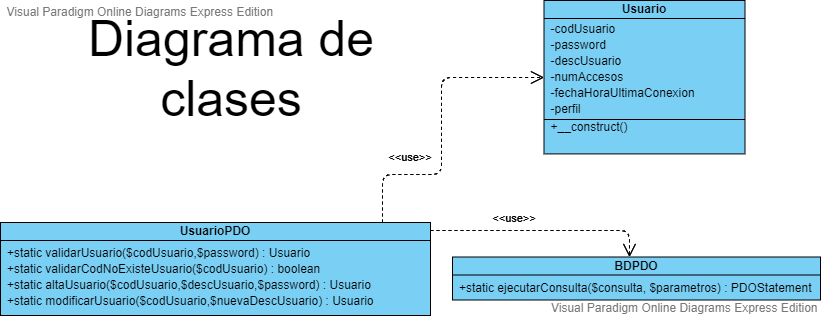 Visual Paradigm Online Diagrams Express Edition
Diagrama de
clases
Usuario
-codUsuario
-password
-descUsuario
-numAccesos
-fechaHoraUltimaConexion
-perfil
+__construct()
<<use>>
UsuarioPDO
+static validarUsuario($codUsuario,$password) : Usuario
+static validarCodNoExisteUsuario($codUsuario) : boolean
+static altaUsuario($codUsuario,$descUsuario,$password) : Usuario
+static modificarUsuario($codUsuario,$nuevaDescUsuario) : Usuario
<<use>>
BDPDO
+static ejecutarConsulta($consulta, $parametros) : PDOStatement
Visual Paradigm Online Diagrams Express Edition